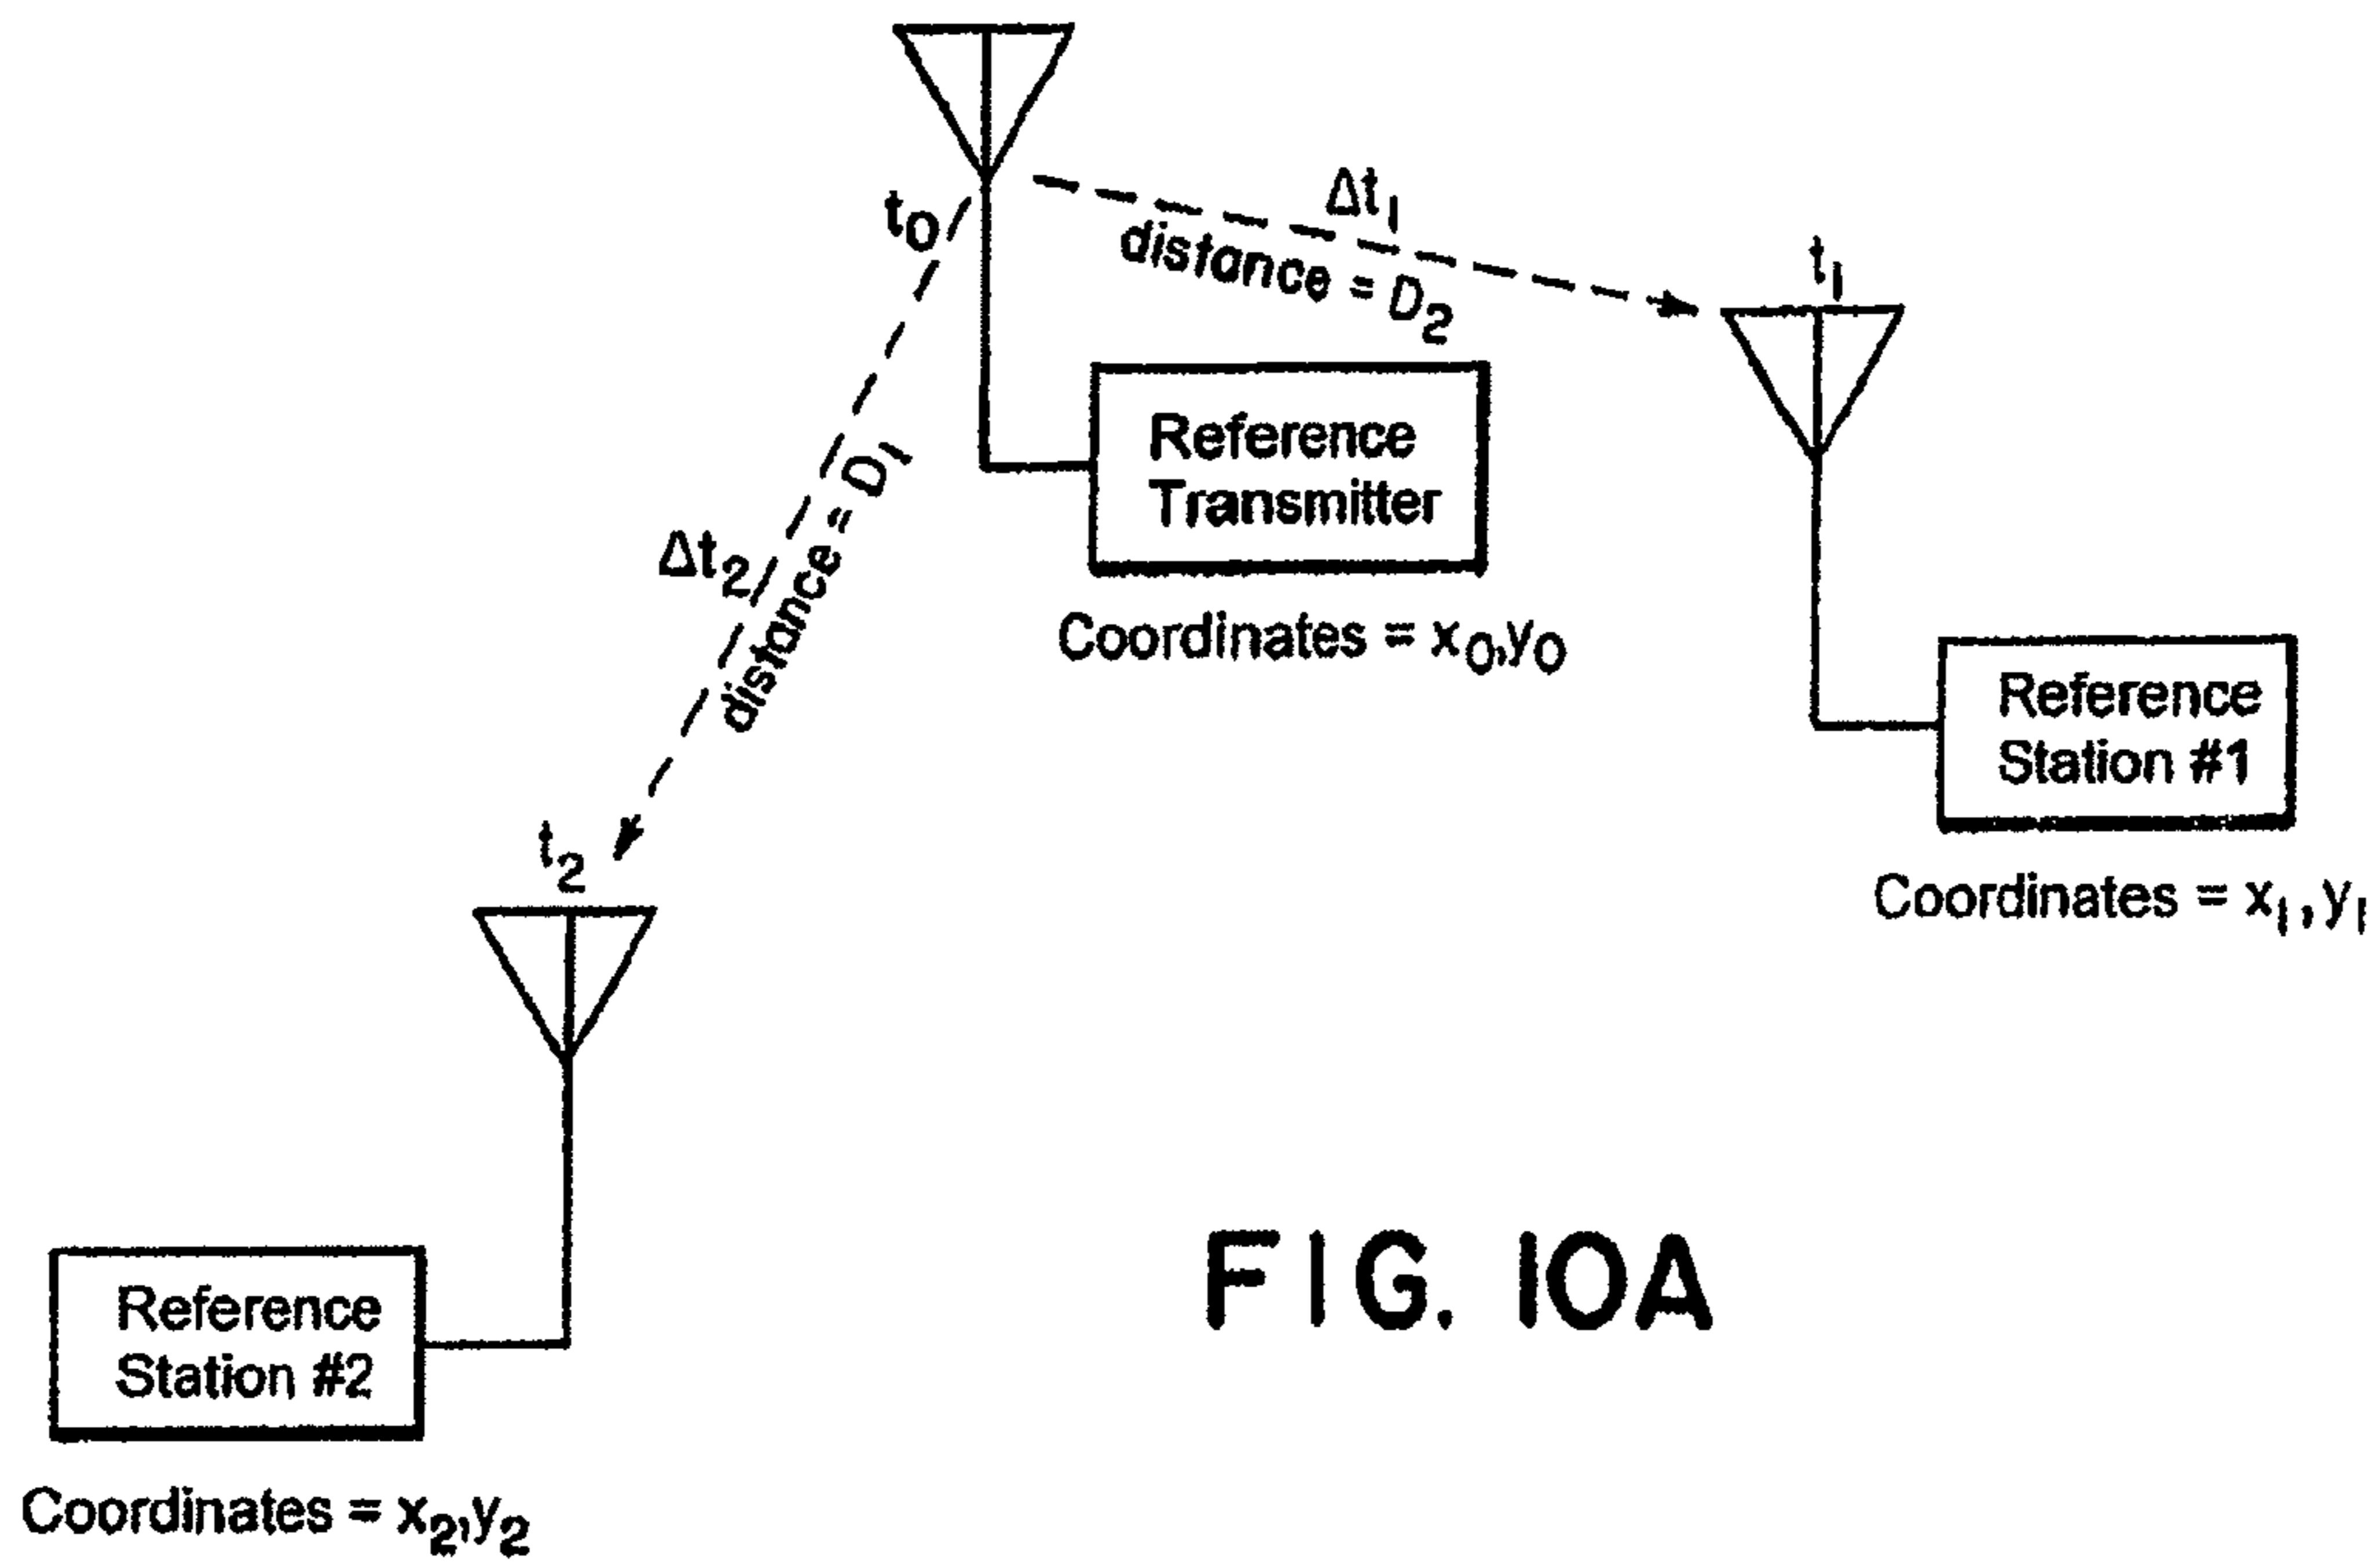 t₀
Δt₁
distance = D₂
t₁
Reference
Transmitter
Coordinates = x₀,y₀
Δt₂
distance = D₁
Reference
Station #1
Coordinates = x₁,y₁
t₂
Reference
Station #2
Coordinates = x₂,y₂
FIG. 10A